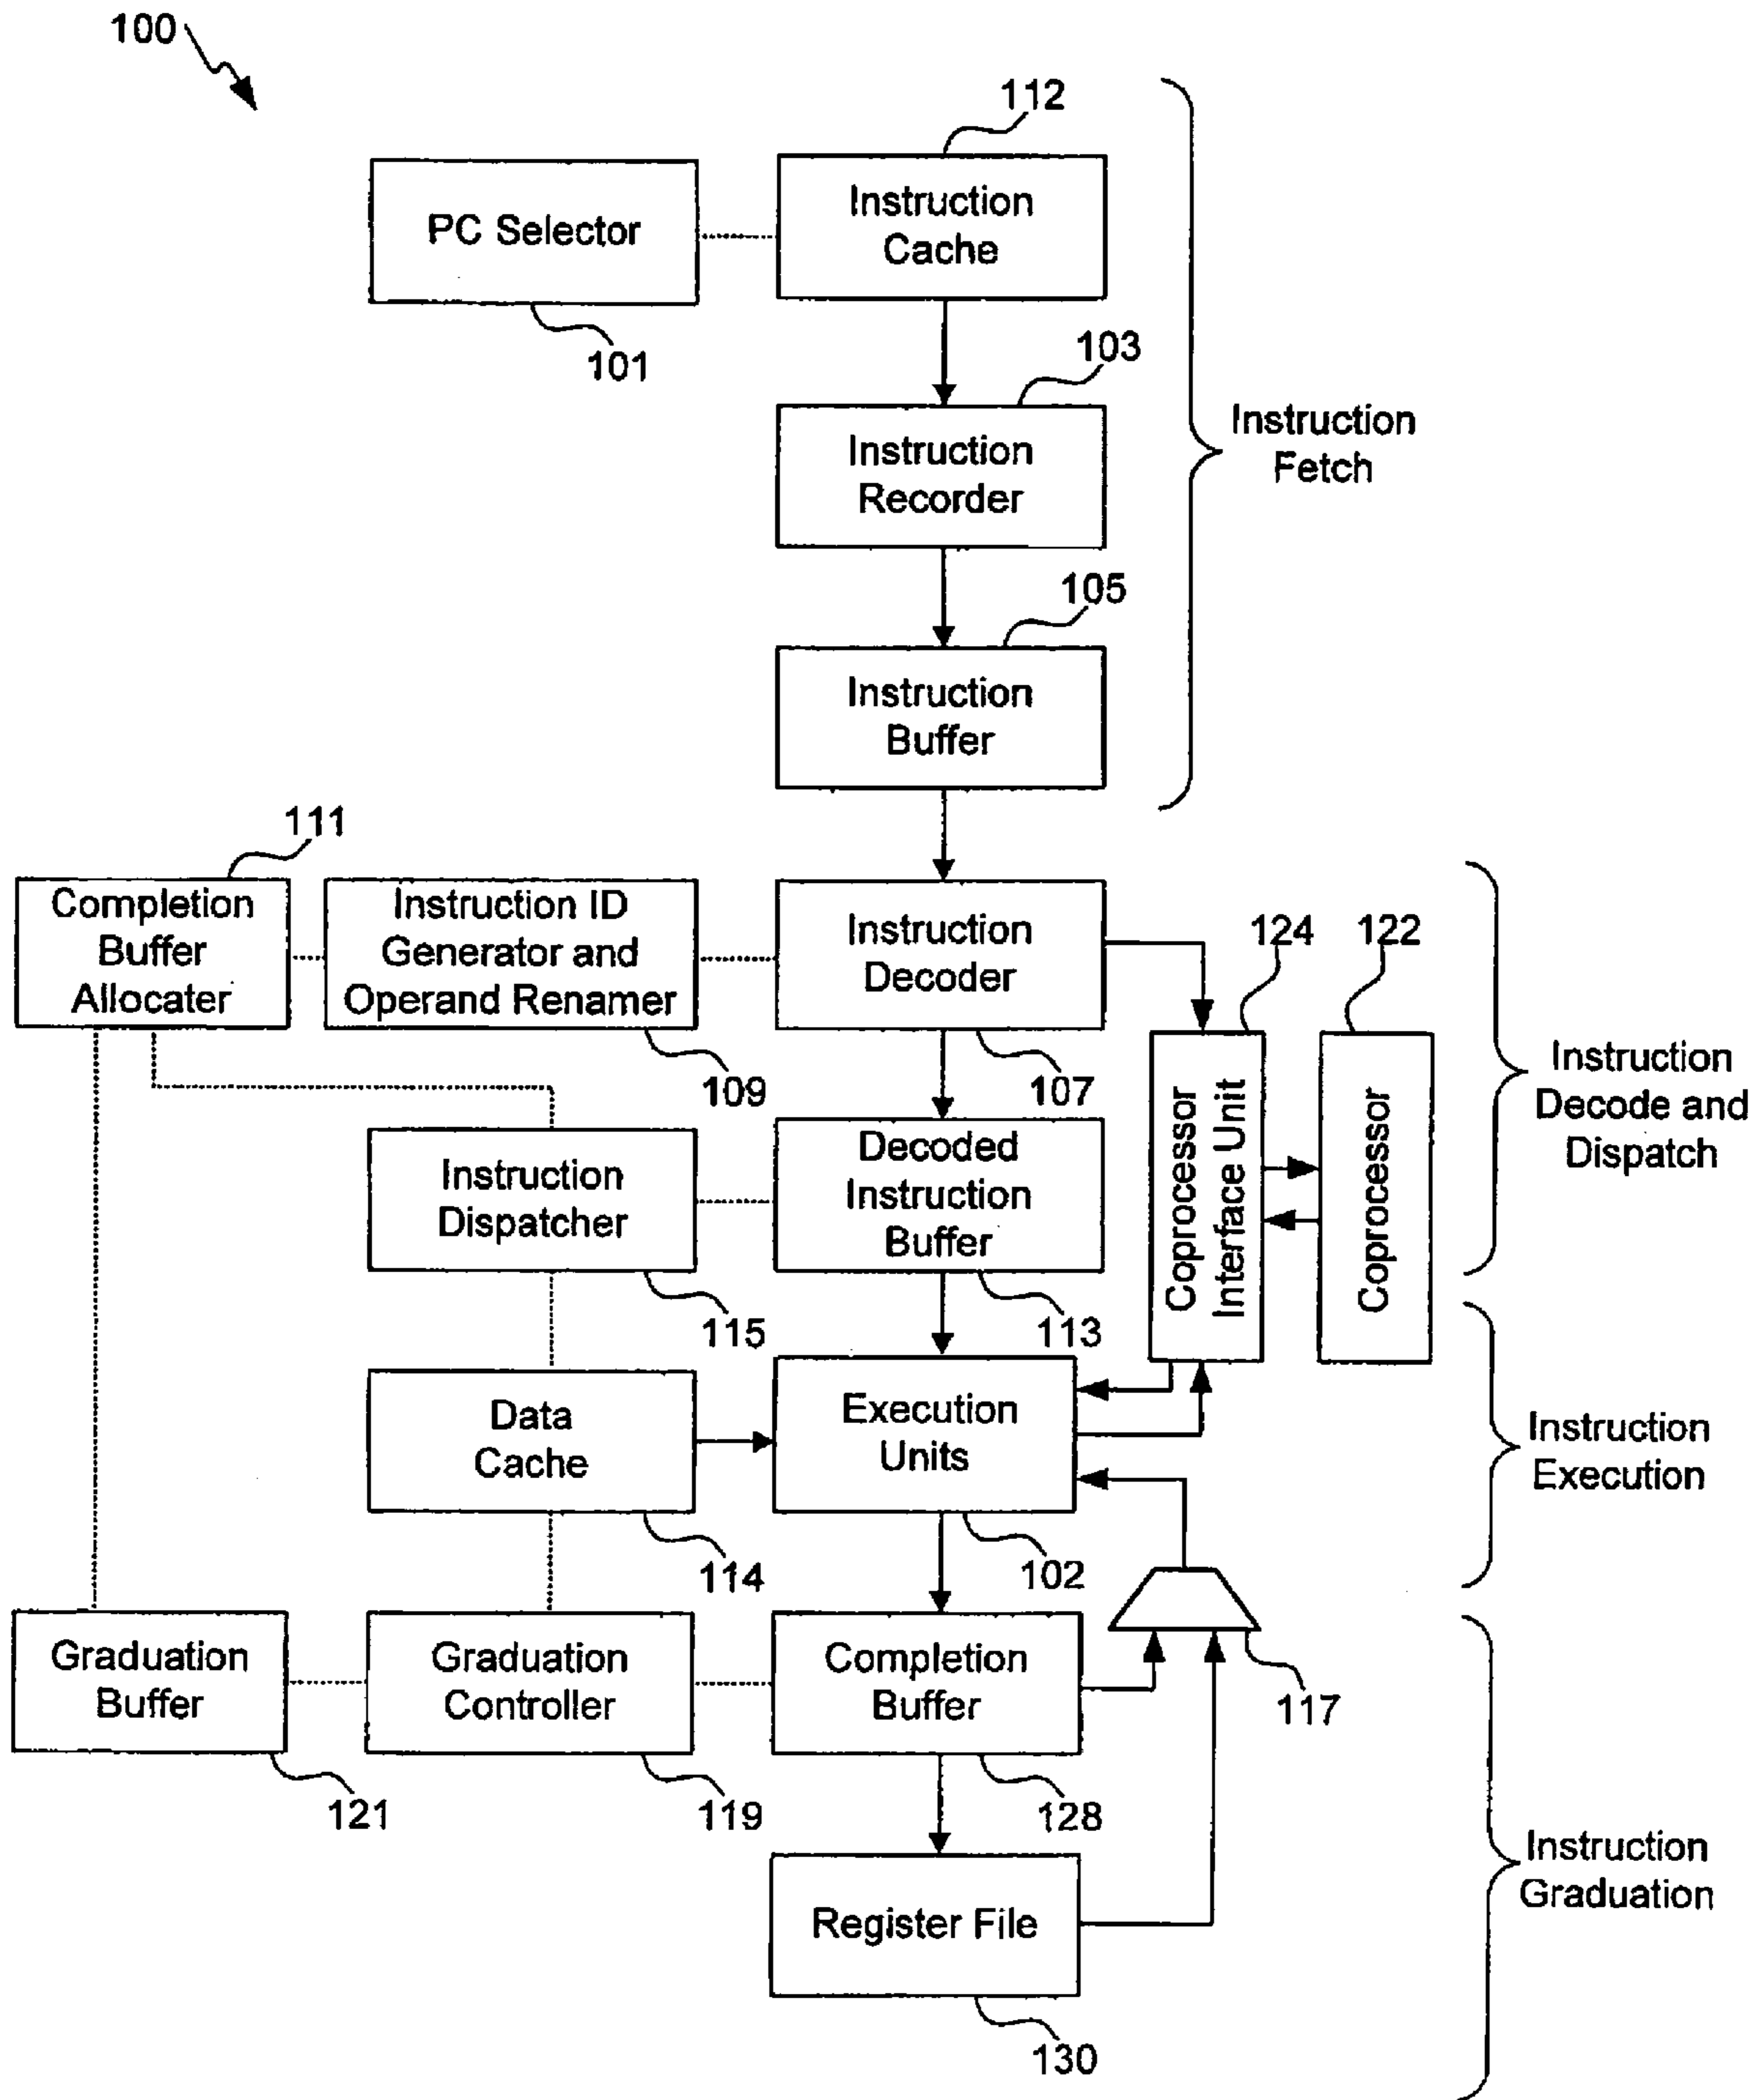 100
112
PC Selector
Instruction
Cache
101
103
Instruction
Recorder
Instruction
Fetch
105
Instruction
Buffer
111
Completion
Buffer
Allocater
Instruction ID
Generator and
Operand Renamer
Instruction
Decoder
124
122
109
107
Coprocessor
Interface Unit
Coprocessor
Instruction
Decode and
Dispatch
Instruction
Dispatcher
Decoded
Instruction
Buffer
115
113
Data
Cache
Execution
Units
Instruction
Execution
114
102
Graduation
Buffer
Graduation
Controller
Completion
Buffer
117
121
119
128
Register File
Instruction
Graduation
130